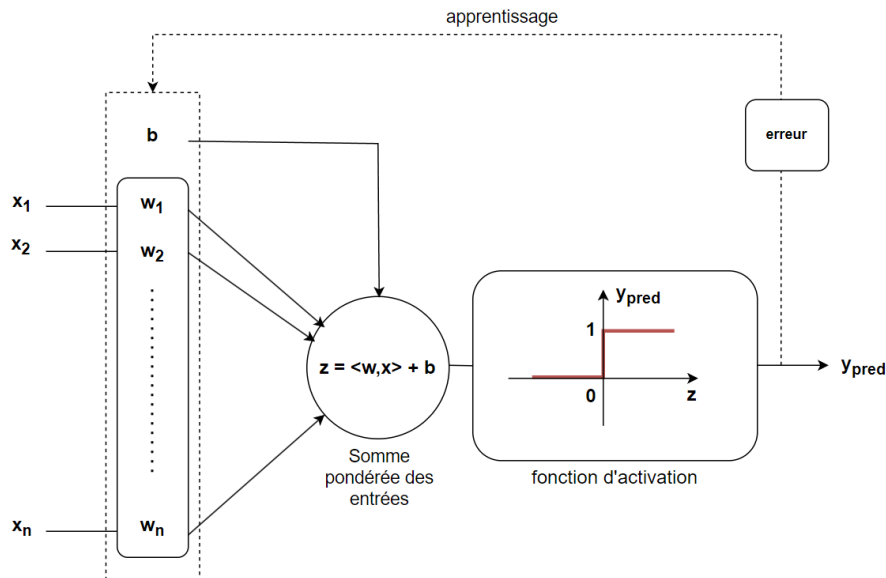 apprentissage
erreur
b
x1
w1
x2
w2
xn
wn
z = <w,x> + b
Somme
pondérée des
entrées
ypred
1
0
z
fonction d'activation
ypred